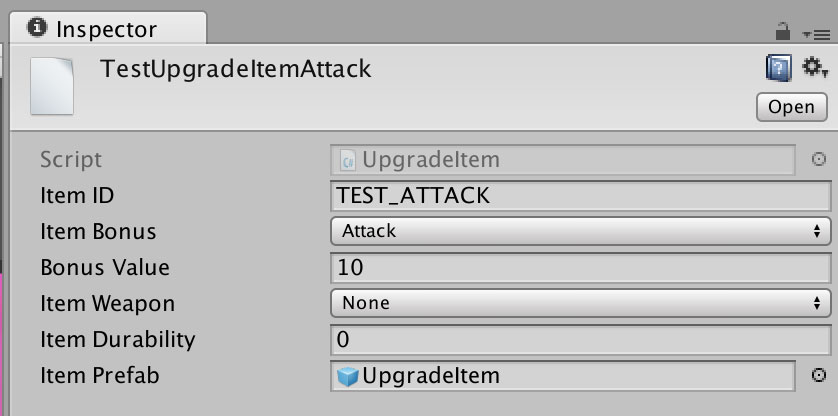 Inspector
TestUpgradeItemAttack
Open
Script UpgradeItem
Item ID TEST_ATTACK
Item Bonus Attack
Bonus Value 10
Item Weapon None
Item Durability 0
Item Prefab UpgradeItem